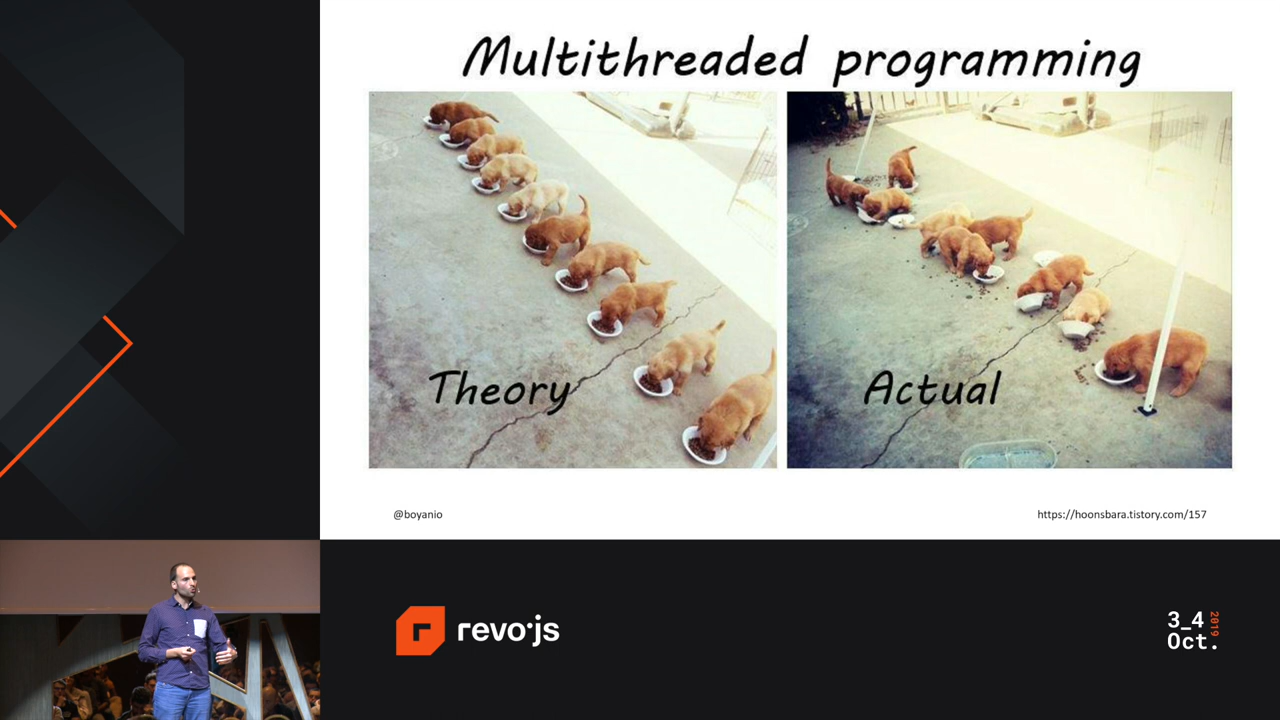 Multithreaded programming
Theory
Actual
@boyanio
https://hoonsbara.tistory.com/157
revo·js
3_4
Oct.
2019